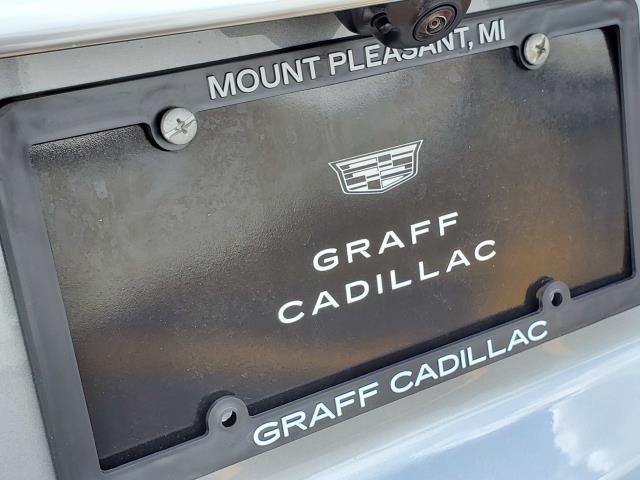 MOUNT PLEASANT, MI
GRAFF
CADILLAC
GRAFF CADILLAC